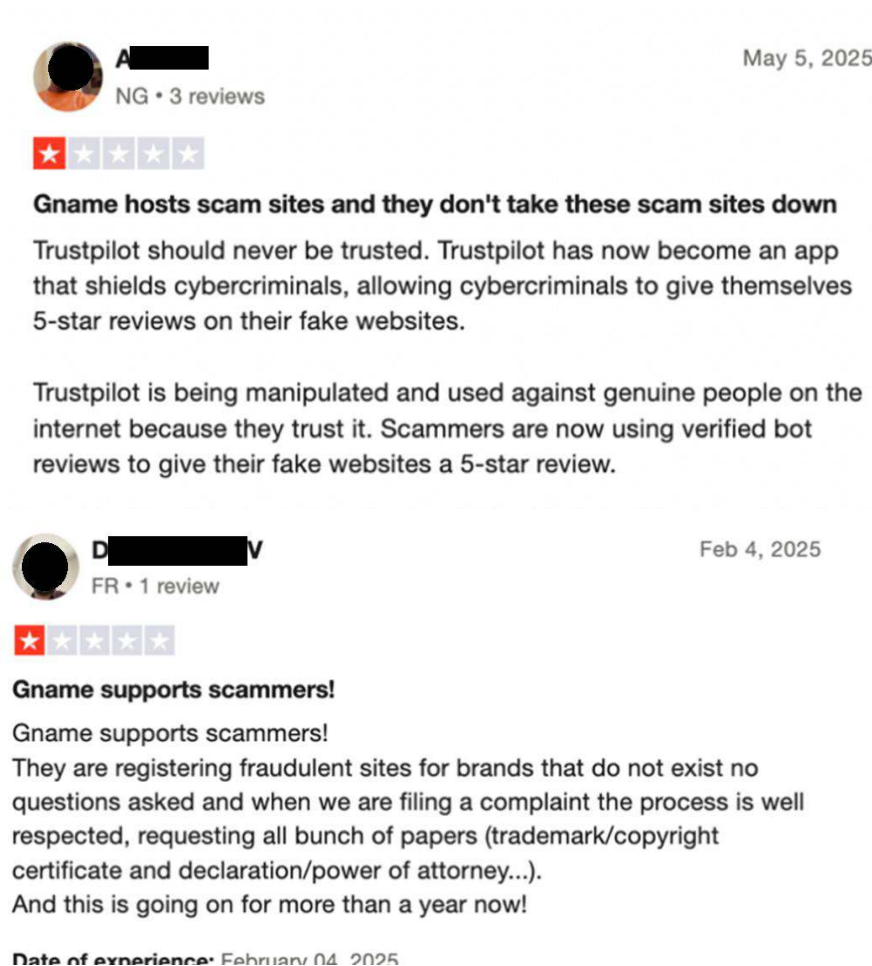 A
May 5, 2025
NG • 3 reviews
Gname hosts scam sites and they don't take these scam sites down
Trustpilot should never be trusted. Trustpilot has now become an app
that shields cybercriminals, allowing cybercriminals to give themselves
5-star reviews on their fake websites.
Trustpilot is being manipulated and used against genuine people on the
internet because they trust it. Scammers are now using verified bot
reviews to give their fake websites a 5-star review.
D V
Feb 4, 2025
FR • 1 review
Gname supports scammers!
Gname supports scammers!
They are registering fraudulent sites for brands that do not exist no
questions asked and when we are filing a complaint the process is well
respected, requesting all bunch of papers (trademark/copyright
certificate and declaration/power of attorney...).
And this is going on for more than a year now!
Date of experience: February 04, 2025